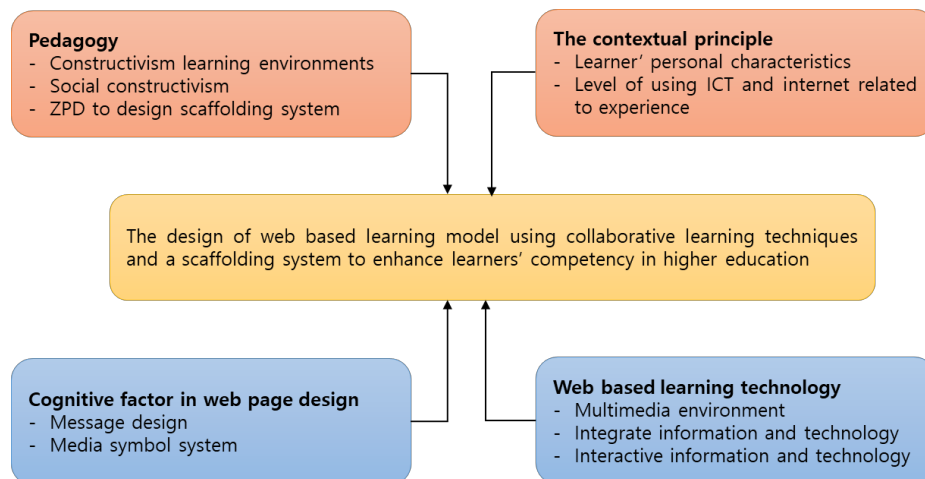 Pedagogy
- Constructivism learning environments
- Social constructivism
- ZPD to design scaffolding system
The contextual principle
- Learner’ personal characteristics
- Level of using ICT and internet related
to experience
The design of web based learning model using collaborative learning techniques
and a scaffolding system to enhance learners’ competency in higher education
Cognitive factor in web page design
- Message design
- Media symbol system
Web based learning technology
- Multimedia environment
- Integrate information and technology
- Interactive information and technology